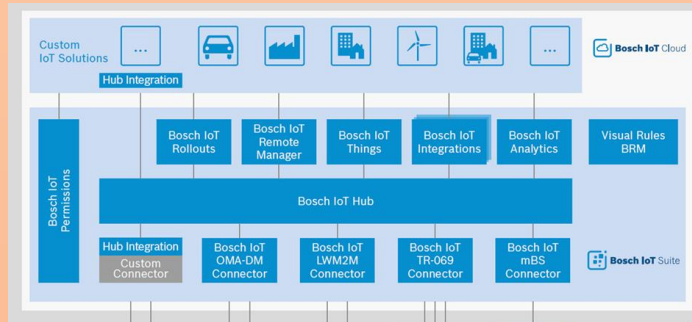 Custom
IoT Solutions
...
...
Bosch IoT Cloud
Hub Integration
Bosch IoT
Permissions
Bosch IoT
Rollouts
Bosch IoT
Remote
Manager
Bosch IoT
Things
Bosch IoT
Integrations
Bosch IoT
Analytics
Visual Rules
BRM
Bosch IoT Hub
Hub Integration
Custom
Connector
Bosch IoT
OMA-DM
Connector
Bosch IoT
LWM2M
Connector
Bosch IoT
TR-069
Connector
Bosch IoT
mBS
Connector
Bosch IoT Suite